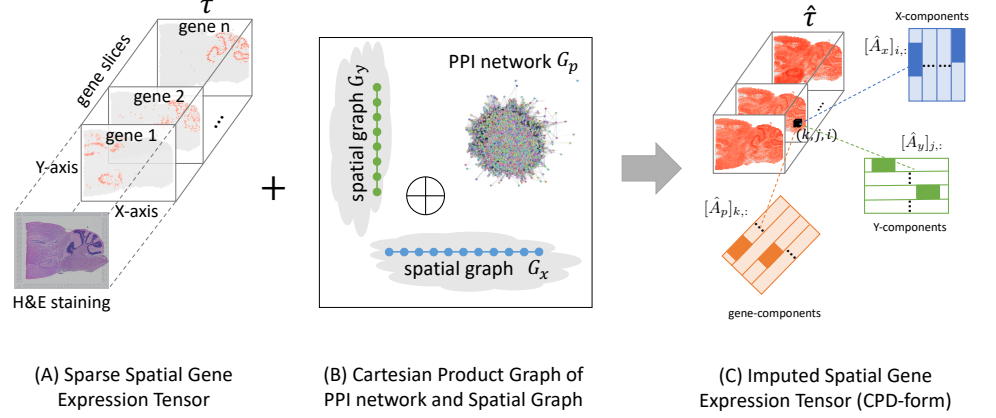 𝒯
gene n
gene slices
gene 2
gene 1
...
Y-axis
X-axis
H&E staining
+
spatial graph G_y
PPI network G_p
spatial graph G_x
𝒯̂
(k, j, i)
X-components
[Â_x]_{i,:}
[Â_y]_{j,:}
Y-components
[Â_p]_{k,:}
gene-components
(A) Sparse Spatial Gene
Expression Tensor
(B) Cartesian Product Graph of
PPI network and Spatial Graph
(C) Imputed Spatial Gene
Expression Tensor (CPD-form)